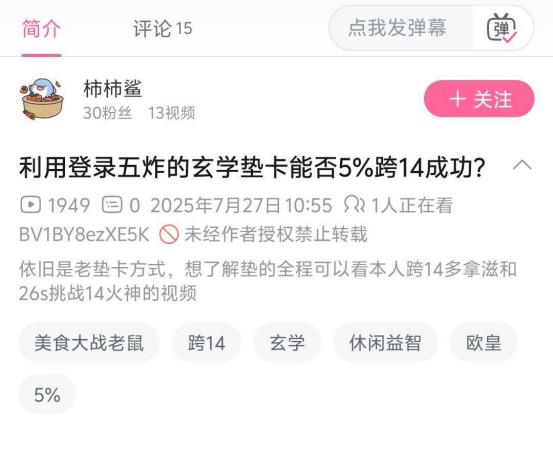 简介 评论 15 点我发弹幕 弹
柿柿鲨
30粉丝 13视频
+ 关注
利用登录五炸的玄学垫卡能否5%跨14成功?
1949 0 2025年7月27日 10:55 1人正在看
BV1BY8ezXE5K 未经作者授权禁止转载
依旧是老垫卡方式，想了解垫的全程可以看本人跨14多拿滋和
26s挑战14火神的视频
美食大战老鼠 跨14 玄学 休闲益智 欧皇
5%